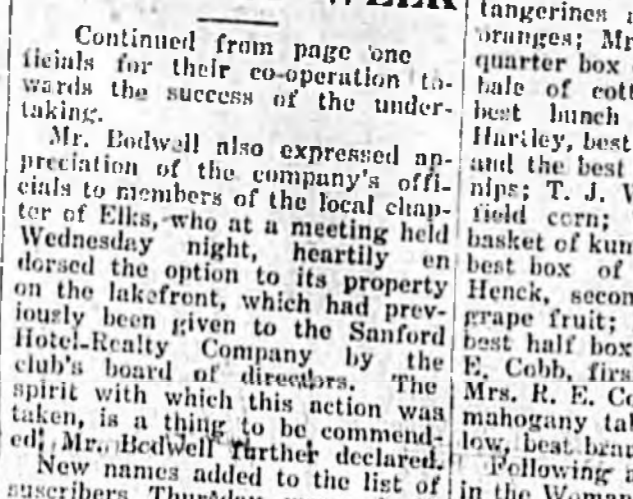 WEEK
Continued from page one
ficials for their co-operation to-
wards the success of the under-
taking.
Mr. Bodwell also expressed ap-
preciation of the company's offi-
cials to members of the local chap-
ter of Elks, who at a meeting held
Wednesday night, heartily en
dorsed the option to its property
on the lakefront, which had prev-
iously been given to the Sanford
Hotel-Realty Company by the
club's board of directors. The
spirit with which this action was
taken, is a thing to be commend-
ed, Mr. Bodwell further declared.
New names added to the list of
suscribers Thursday
tangerines
oranges; Mr
quarter box
bale of cott
best bunch
Hartley, best
and the best
nips; T. J. W
field corn;
basket of kum
best box of
Henck, secon
grape fruit;
best half box
E. Cobb, firs
Mrs. R. E. Co
mahogany tal
low, best brau
Following
in the Woman